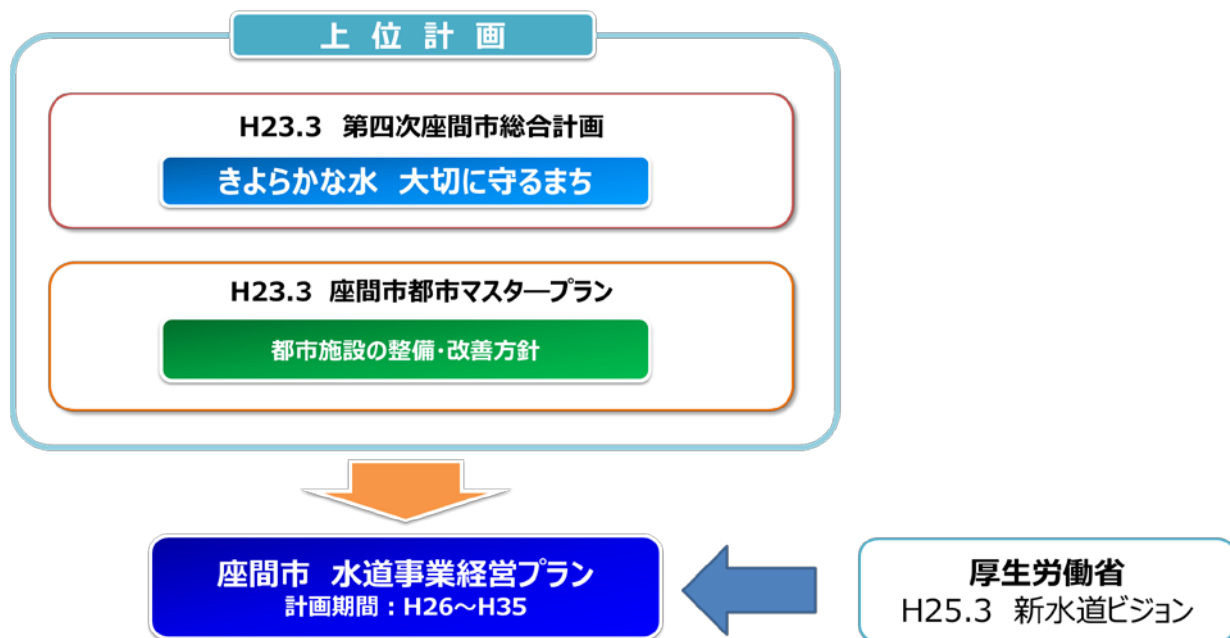 上位計画
H23.3 第四次座間市総合計画
きよらかな水 大切に守るまち
H23.3 座間市都市マスタープラン
都市施設の整備・改善方針
座間市 水道事業経営プラン
計画期間：H26～H35
厚生労働省
H25.3 新水道ビジョン